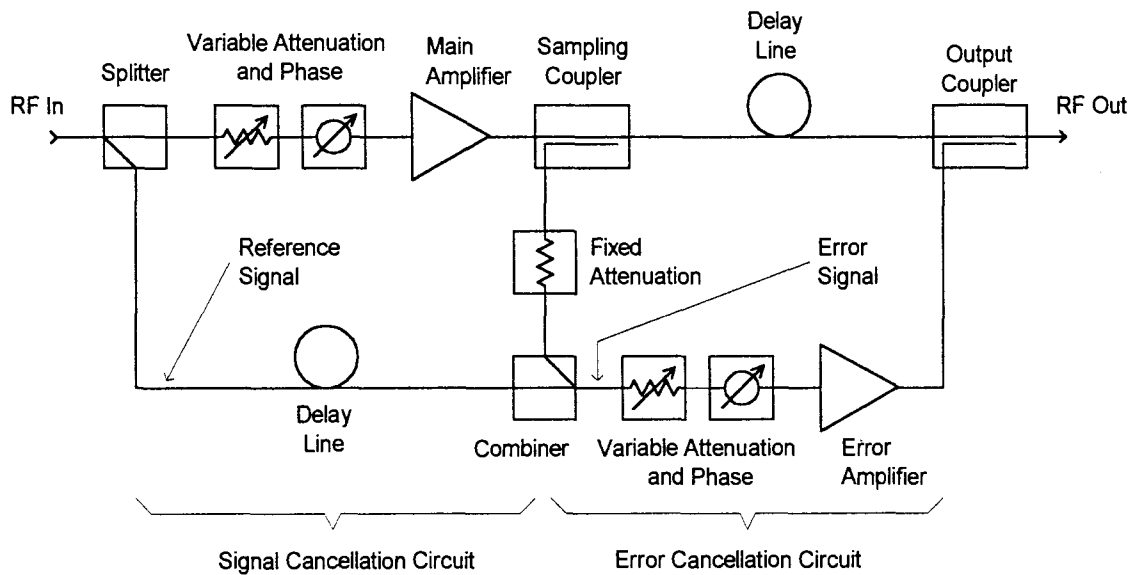 Delay
Line
Variable Attenuation
and Phase
Main
Amplifier
Sampling
Coupler
Output
Coupler
Splitter
RF In
RF Out
Reference
Signal
Fixed
Attenuation
Error
Signal
Delay
Line
Combiner
Variable Attenuation
and Phase
Error
Amplifier
Signal Cancellation Circuit
Error Cancellation Circuit